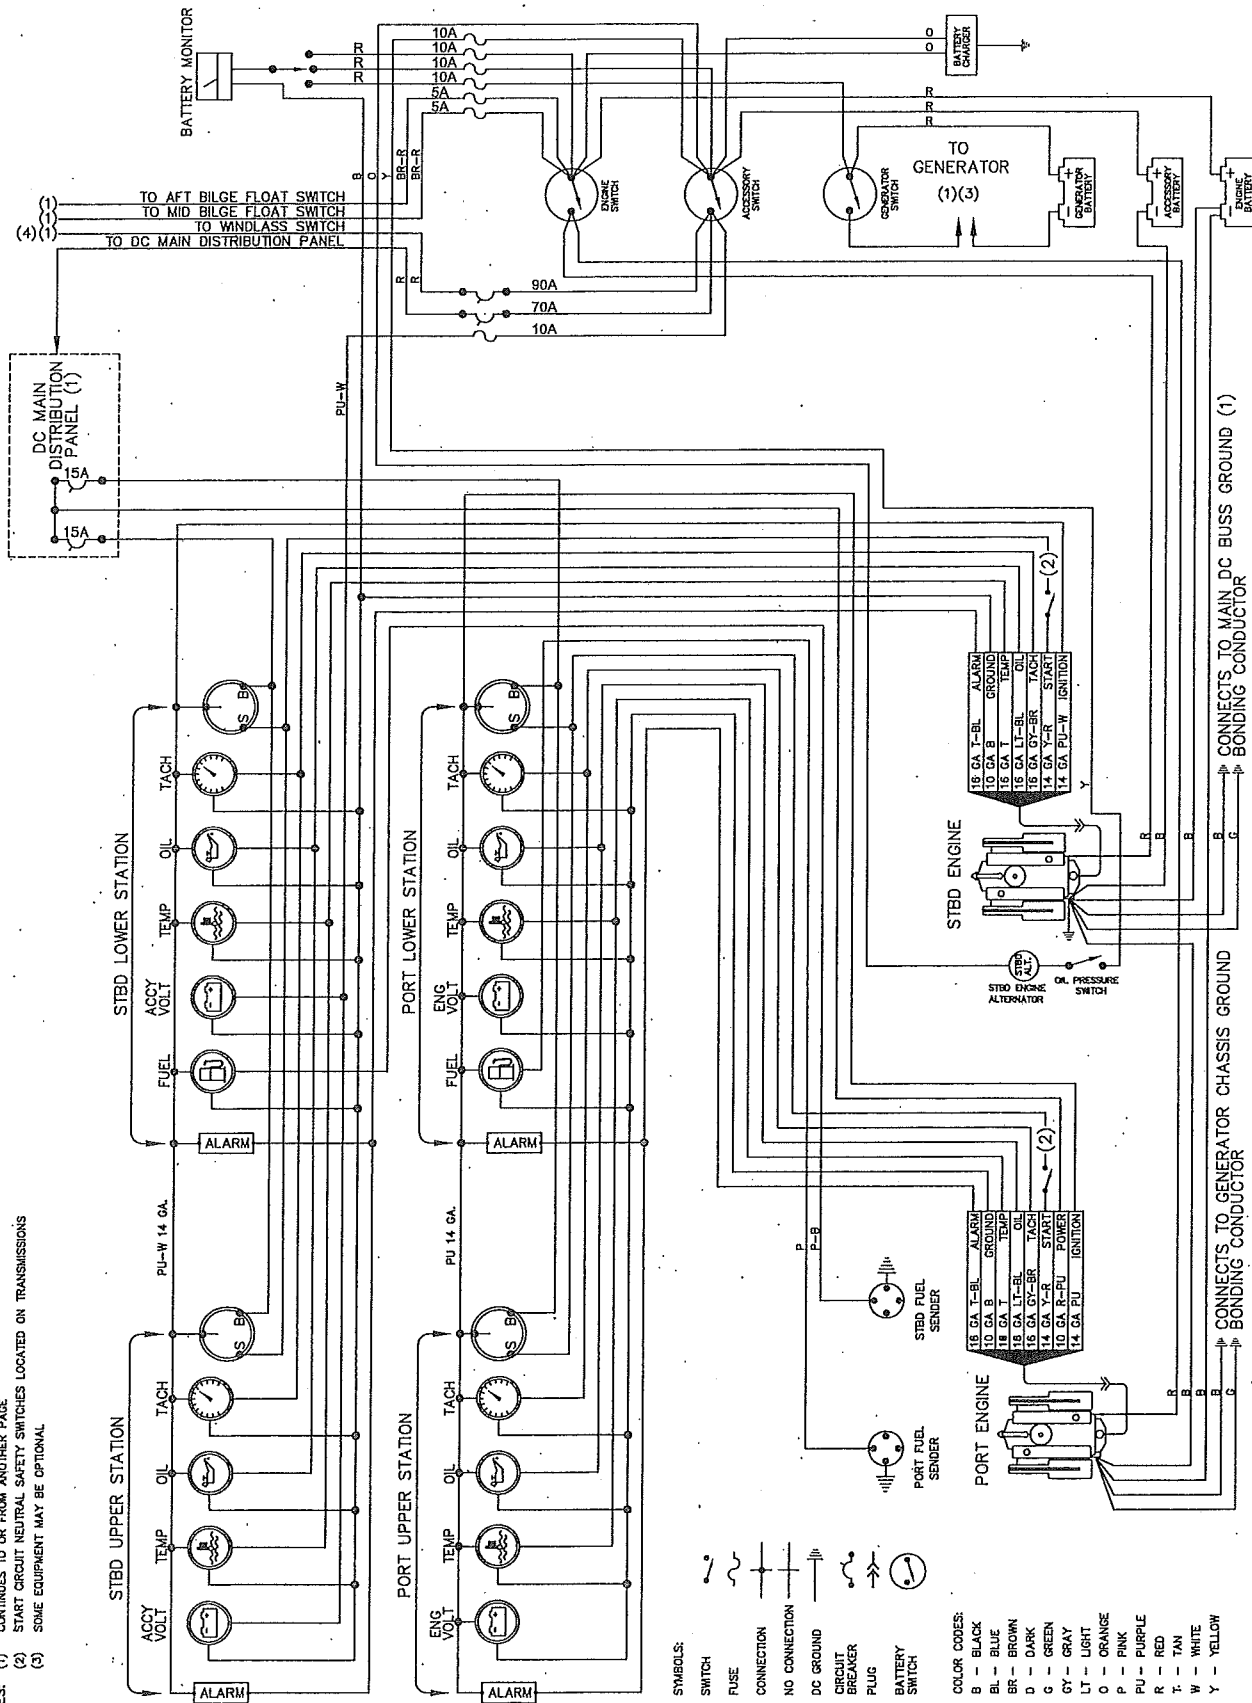 BATTERY MONITOR
R
R
R
10A
10A
10A
10A
5A
5A
B
O
Y
BR-R
BR-R
O
O
BATTERY
CHARGER
R
R
R
ENGINE
SWITCH
ACCESSORY
SWITCH
GENERATOR
SWITCH
TO
GENERATOR
(1)(3)
GENERATOR
BATTERY
ACCESSORY
BATTERY
ENGINE
BATTERY
+ -
+ -
+ -
(1) TO AFT BILGE FLOAT SWITCH
(1) TO MID BILGE FLOAT SWITCH
(4)(1) TO WINDLASS SWITCH
TO DC MAIN DISTRIBUTION PANEL
R
R
90A
70A
10A
PU-W
DC MAIN
DISTRIBUTION
PANEL (1)
15A
15A
STBD LOWER STATION
B
S
TACH
OIL
TEMP
ACCY
VOLT
FUEL
ALARM
PORT LOWER STATION
B
S
TACH
OIL
TEMP
ENG
VOLT
FUEL
ALARM
PU-W 14 GA.
PU 14 GA.
STBD UPPER STATION
B
S
TACH
OIL
TEMP
ACCY
VOLT
ALARM
PORT UPPER STATION
B
S
TACH
OIL
TEMP
ENG
VOLT
ALARM
(2)
16 GA T-BL ALARM
10 GA B GROUND
16 GA T TEMP
16 GA LT-BL OIL
16 GA GY-BR TACH
14 GA Y-R START
14 GA PU-W IGNITION
STBD ENGINE
STBD
ALT.
STBD ENGINE
ALTERNATOR
OIL PRESSURE
SWITCH
Y
R
B
B
B
G
CONNECTS TO MAIN DC BUSS GROUND (1)
BONDING CONDUCTOR
P
P-B
STBD FUEL
SENDER
PORT FUEL
SENDER
(2)
16 GA T-BL ALARM
10 GA B GROUND
18 GA T TEMP
18 GA LT-BL OIL
16 GA GY-BR TACH
14 GA Y-R START
10 GA R-PU POWER
14 GA PU IGNITION
PORT ENGINE
R
B
B
B
G
CONNECTS TO GENERATOR CHASSIS GROUND
BONDING CONDUCTOR
(1) CONTINUES TO OR FROM ANOTHER PAGE
(2) START CIRCUIT NEUTRAL SAFETY SWITCHES LOCATED ON TRANSMISSIONS
(3) SOME EQUIPMENT MAY BE OPTIONAL
SYMBOLS:
SWITCH
FUSE
CONNECTION
NO CONNECTION
DC GROUND
CIRCUIT
BREAKER
PLUG
BATTERY
SWITCH
COLOR CODES:
B - BLACK
BL - BLUE
BR - BROWN
D - DARK
G - GREEN
GY - GRAY
LT - LIGHT
O - ORANGE
P - PINK
PU - PURPLE
R - RED
T - TAN
W - WHITE
Y - YELLOW